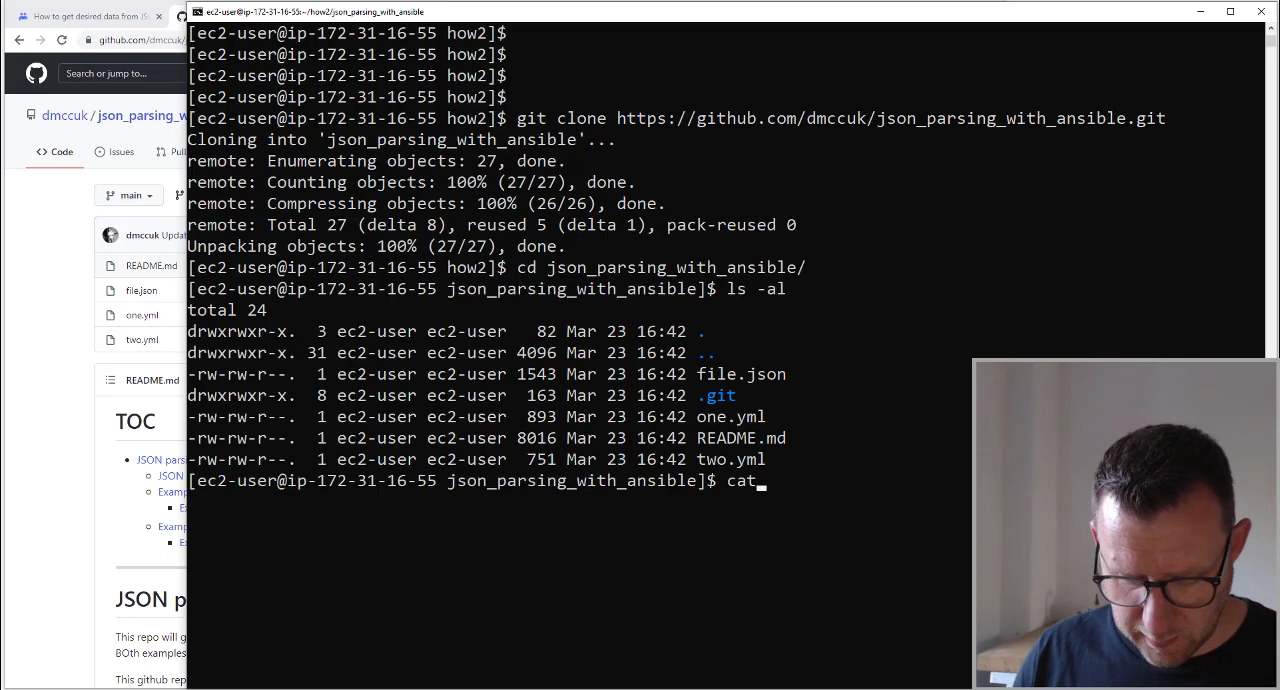 How to get desired data from JS
ec2-user@ip-172-31-16-55:~/how2/json_parsing_with_ansible
github.com/dmccuk/
Search or jump to...
dmccuk / json_parsing_w
Code
Issues
Pull
main
dmccuk Updat
README.md
file.json
one.yml
two.yml
README.md
TOC
JSON pars
JSON
Examp
E
Examp
E
JSON p
This repo will g
BOth examples
This github rep
[ec2-user@ip-172-31-16-55 how2]$
[ec2-user@ip-172-31-16-55 how2]$
[ec2-user@ip-172-31-16-55 how2]$
[ec2-user@ip-172-31-16-55 how2]$
[ec2-user@ip-172-31-16-55 how2]$ git clone https://github.com/dmccuk/json_parsing_with_ansible.git
Cloning into 'json_parsing_with_ansible'...
remote: Enumerating objects: 27, done.
remote: Counting objects: 100% (27/27), done.
remote: Compressing objects: 100% (26/26), done.
remote: Total 27 (delta 8), reused 5 (delta 1), pack-reused 0
Unpacking objects: 100% (27/27), done.
[ec2-user@ip-172-31-16-55 how2]$ cd json_parsing_with_ansible/
[ec2-user@ip-172-31-16-55 json_parsing_with_ansible]$ ls -al
total 24
drwxrwxr-x.  3 ec2-user ec2-user   82 Mar 23 16:42 .
drwxrwxr-x. 31 ec2-user ec2-user 4096 Mar 23 16:42 ..
-rw-rw-r--.  1 ec2-user ec2-user 1543 Mar 23 16:42 file.json
drwxrwxr-x.  8 ec2-user ec2-user  163 Mar 23 16:42 .git
-rw-rw-r--.  1 ec2-user ec2-user  893 Mar 23 16:42 one.yml
-rw-rw-r--.  1 ec2-user ec2-user 8016 Mar 23 16:42 README.md
-rw-rw-r--.  1 ec2-user ec2-user  751 Mar 23 16:42 two.yml
[ec2-user@ip-172-31-16-55 json_parsing_with_ansible]$ cat